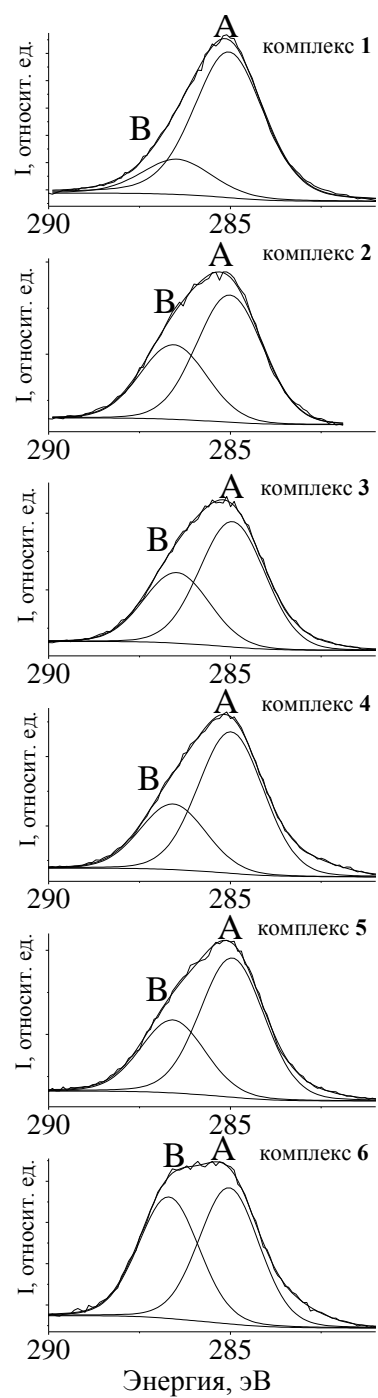 A
комплекс 1
B
I, относит. ед.
290
285
A
комплекс 2
B
I, относит. ед.
290
285
A
комплекс 3
B
I, относит. ед.
290
285
A
комплекс 4
B
I, относит. ед.
290
285
A
комплекс 5
B
I, относит. ед.
290
285
B
A
комплекс 6
I, относит. ед.
290
285
Энергия, эВ